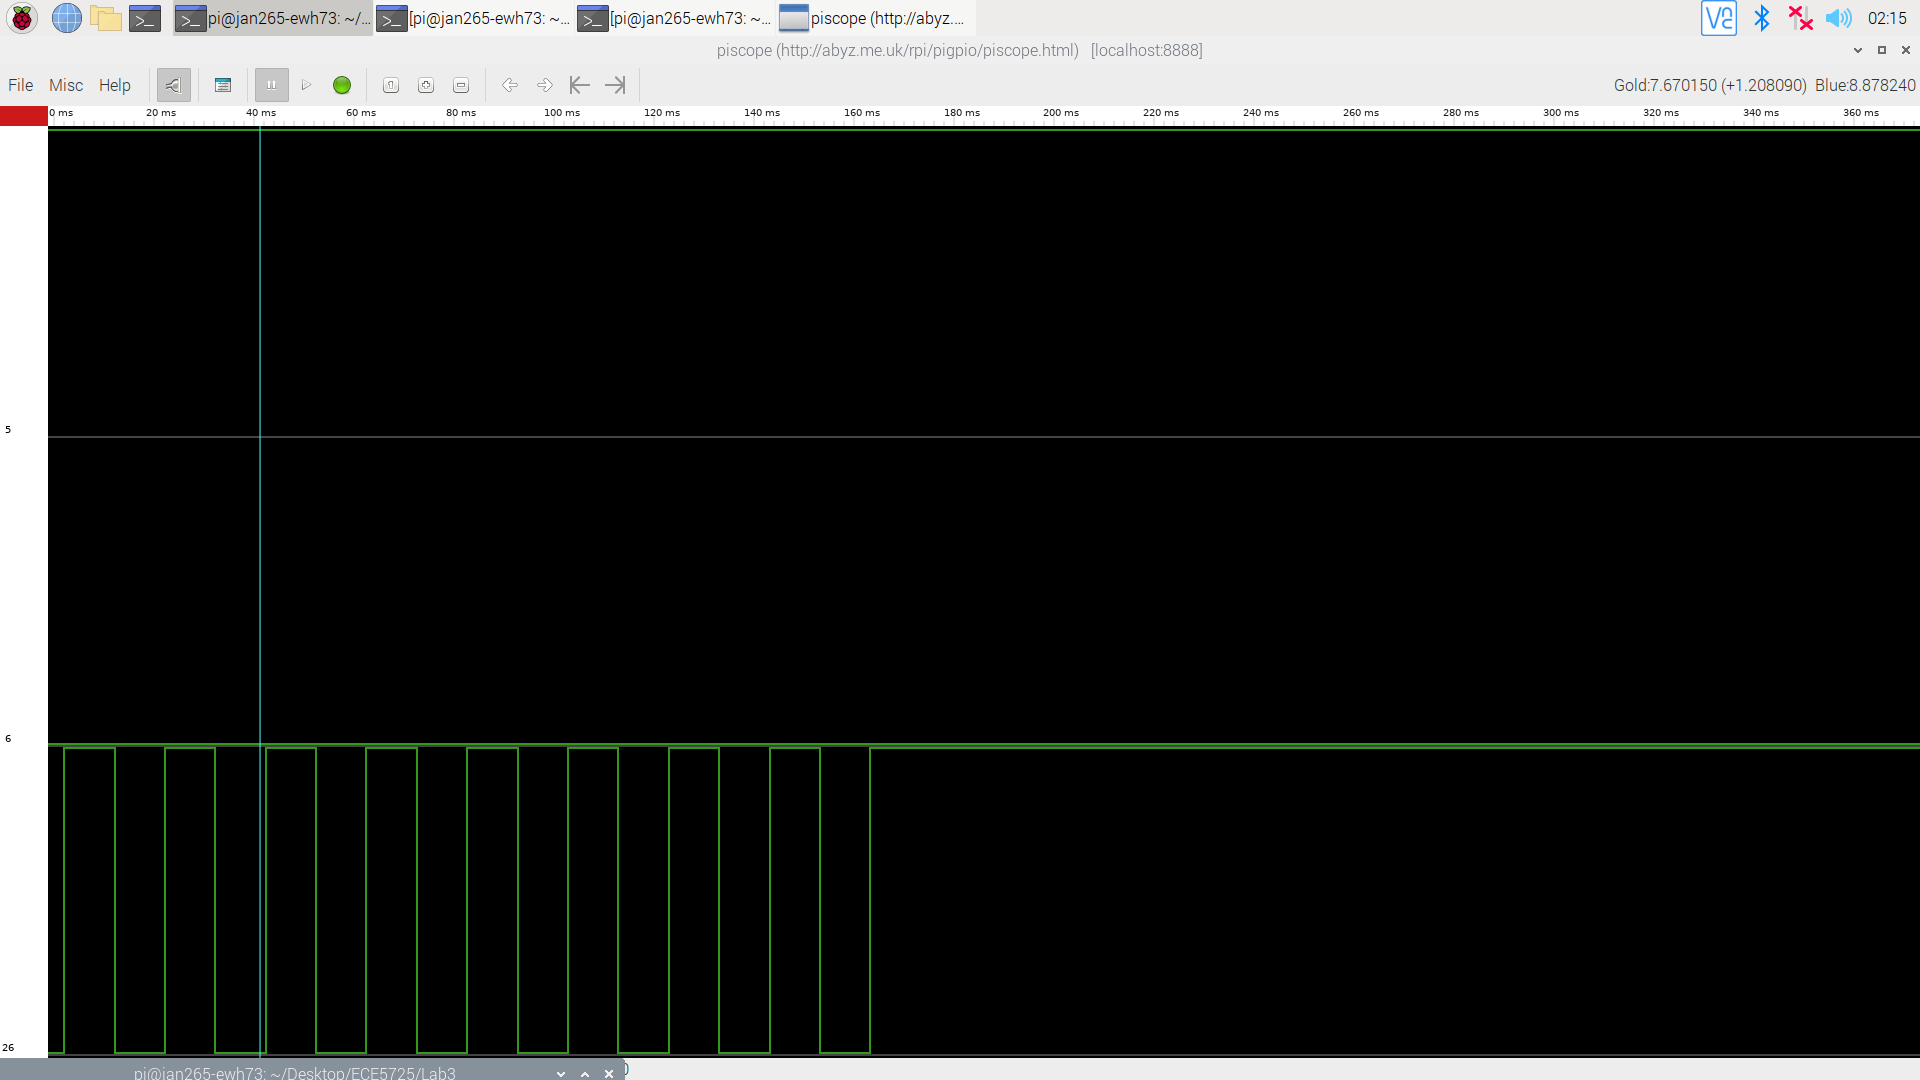 pi@jan265-ewh73: ~/... [pi@jan265-ewh73: ~... [pi@jan265-ewh73: ~... piscope (http://abyz.... 02:15
piscope (http://abyz.me.uk/rpi/pigpio/piscope.html) [localhost:8888]
File Misc Help Gold:7.670150 (+1.208090) Blue:8.878240
0 ms 20 ms 40 ms 60 ms 80 ms 100 ms 120 ms 140 ms 160 ms 180 ms 200 ms 220 ms 240 ms 260 ms 280 ms 300 ms 320 ms 340 ms 360 ms
5
6
26
pi@jan265-ewh73: ~/Desktop/ECE5725/Lab3